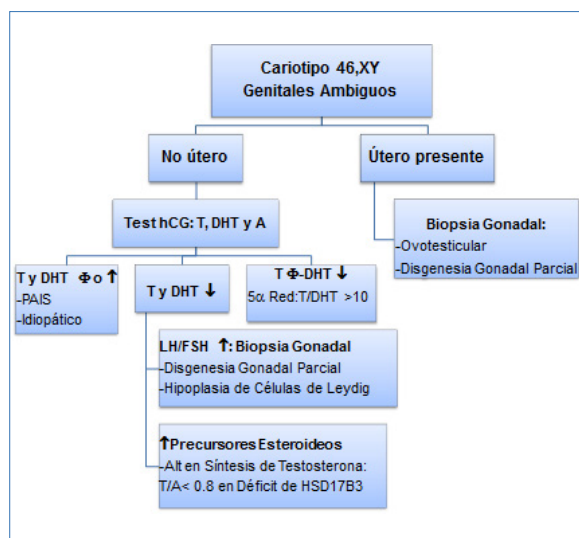 Cariotipo 46,XY
Genitales Ambiguos
No útero
Útero presente
Test hCG: T, DHT y A
Biopsia Gonadal:
-Ovotesticular
-Disgenesia Gonadal Parcial
T y DHT Φ o ↑
-PAIS
-Idiopático
T y DHT ↓
T Φ-DHT ↓
5α Red:T/DHT >10
LH/FSH ↑: Biopsia Gonadal
-Disgenesia Gonadal Parcial
-Hipoplasia de Células de Leydig
↑Precursores Esteroideos
-Alt en Síntesis de Testosterona:
T/A< 0.8 en Déficit de HSD17B3